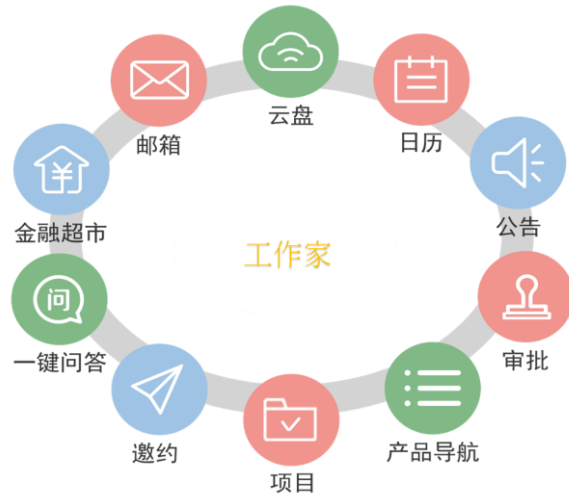 云盘
邮箱
日历
金融超市
¥
公告
工作家
问
一键问答
审批
邀约
产品导航
项目